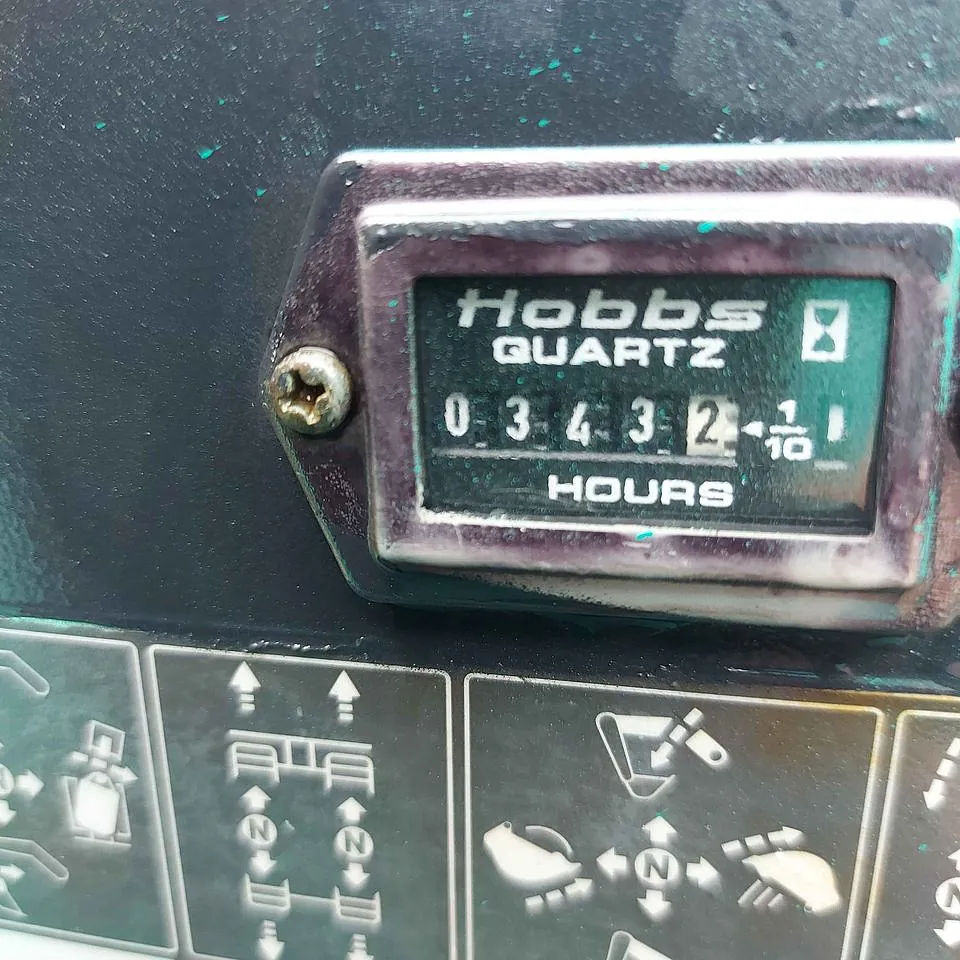 Hobbs
QUARTZ
0 3 4 3 2 ◄ 1/10
HOURS
N N N